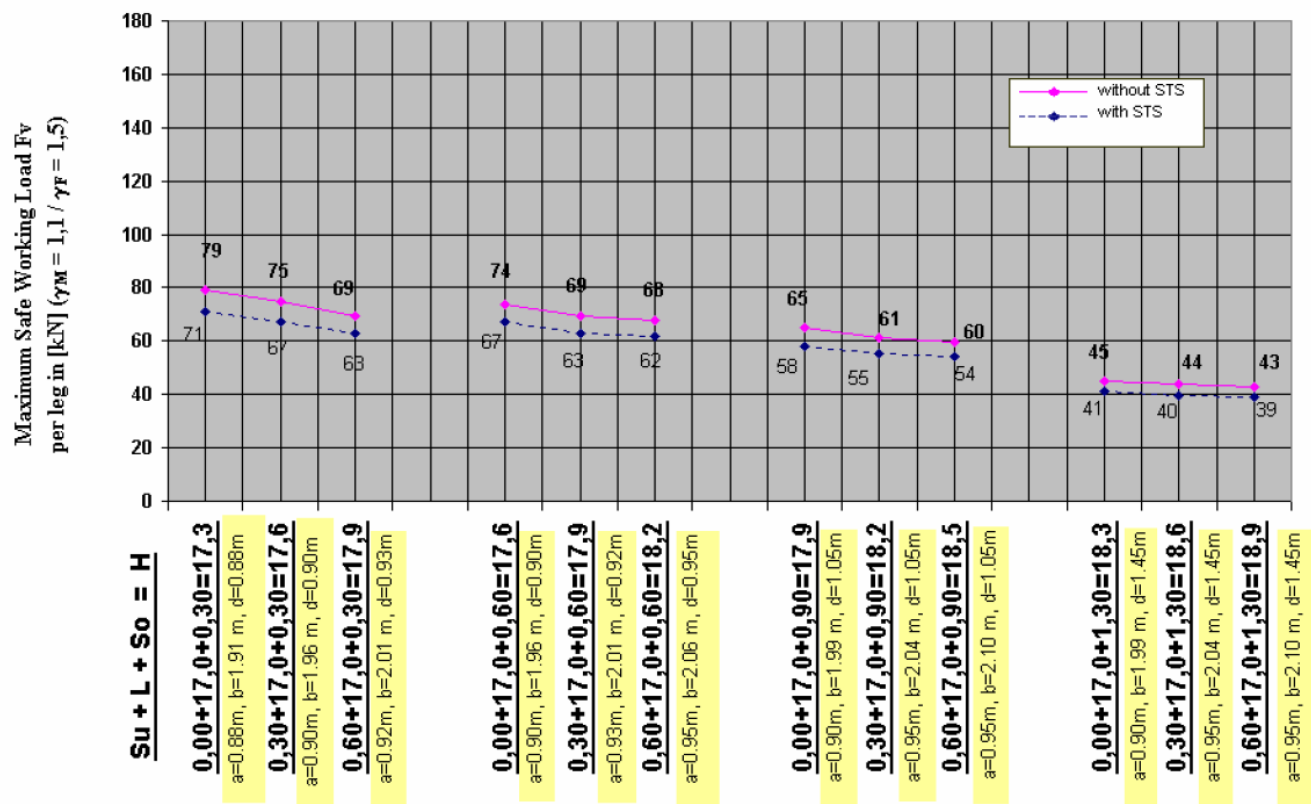 Maximum Safe Working Load Fv
per leg in [kN] (γM = 1,1 / γF = 1,5)
180
160
140
120
100
80
60
40
20
0
without STS
with STS
79
75
69
71
67
63
74
69
68
67
63
62
65
61
60
58
55
54
45
44
43
41
40
39
Su + L + So = H
0,00+17,0+0,30=17,3
a=0.88m, b=1.91 m, d=0.88m
0,30+17,0+0,30=17,6
a=0.90m, b=1.96 m, d=0.90m
0,60+17,0+0,30=17,9
a=0.92m, b=2.01 m, d=0.93m
0,00+17,0+0,60=17,6
a=0.90m, b=1.96 m, d=0.90m
0,30+17,0+0,60=17,9
a=0.93m, b=2.01 m, d=0.92m
0,60+17,0+0,60=18,2
a=0.95m, b=2.06 m, d=0.95m
0,00+17,0+0,90=17,9
a=0.90m, b=1.99 m, d=1.05m
0,30+17,0+0,90=18,2
a=0.95m, b=2.04 m, d=1.05m
0,60+17,0+0,90=18,5
a=0.95m, b=2.10 m, d=1.05m
0,00+17,0+1,30=18,3
a=0.90m, b=1.99 m, d=1.45m
0,30+17,0+1,30=18,6
a=0.95m, b=2.04 m, d=1.45m
0,60+17,0+1,30=18,9
a=0.95m, b=2.10 m, d=1.45m